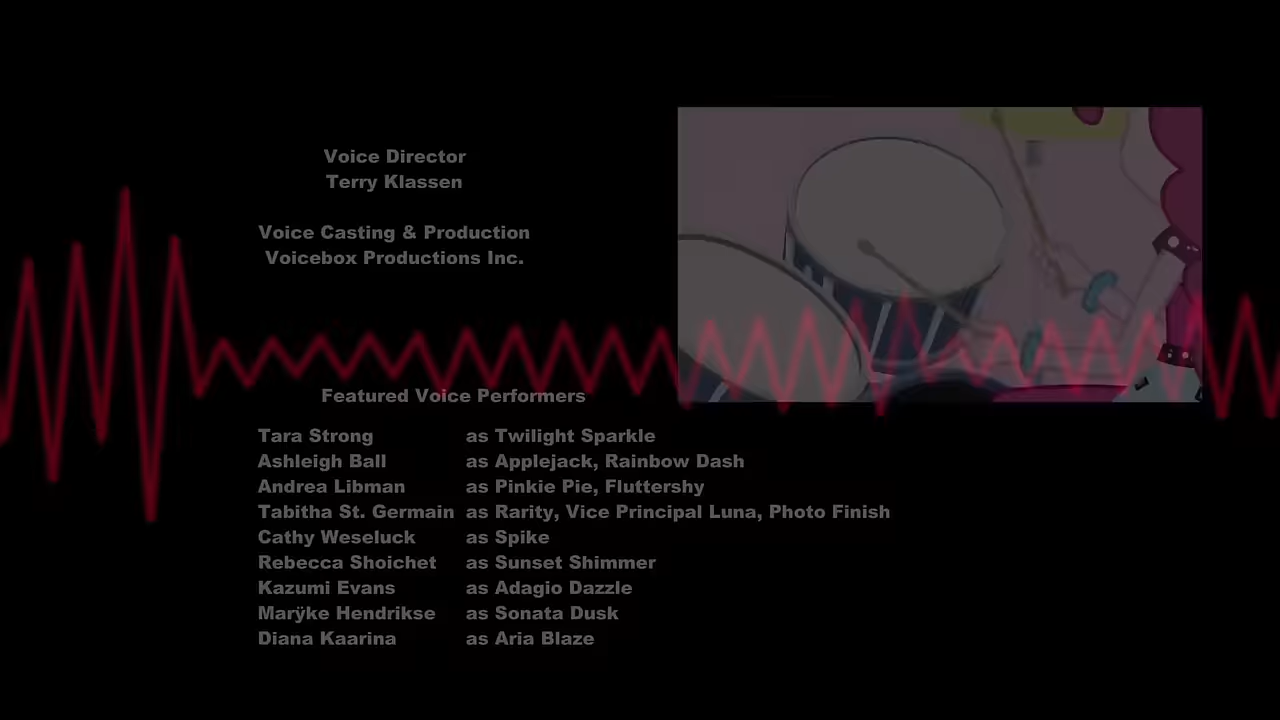 Voice Director
Terry Klassen
Voice Casting & Production
Voicebox Productions Inc.
Featured Voice Performers
Tara Strong as Twilight Sparkle
Ashleigh Ball as Applejack, Rainbow Dash
Andrea Libman as Pinkie Pie, Fluttershy
Tabitha St. Germain as Rarity, Vice Principal Luna, Photo Finish
Cathy Weseluck as Spike
Rebecca Shoichet as Sunset Shimmer
Kazumi Evans as Adagio Dazzle
Marÿke Hendrikse as Sonata Dusk
Diana Kaarina as Aria Blaze